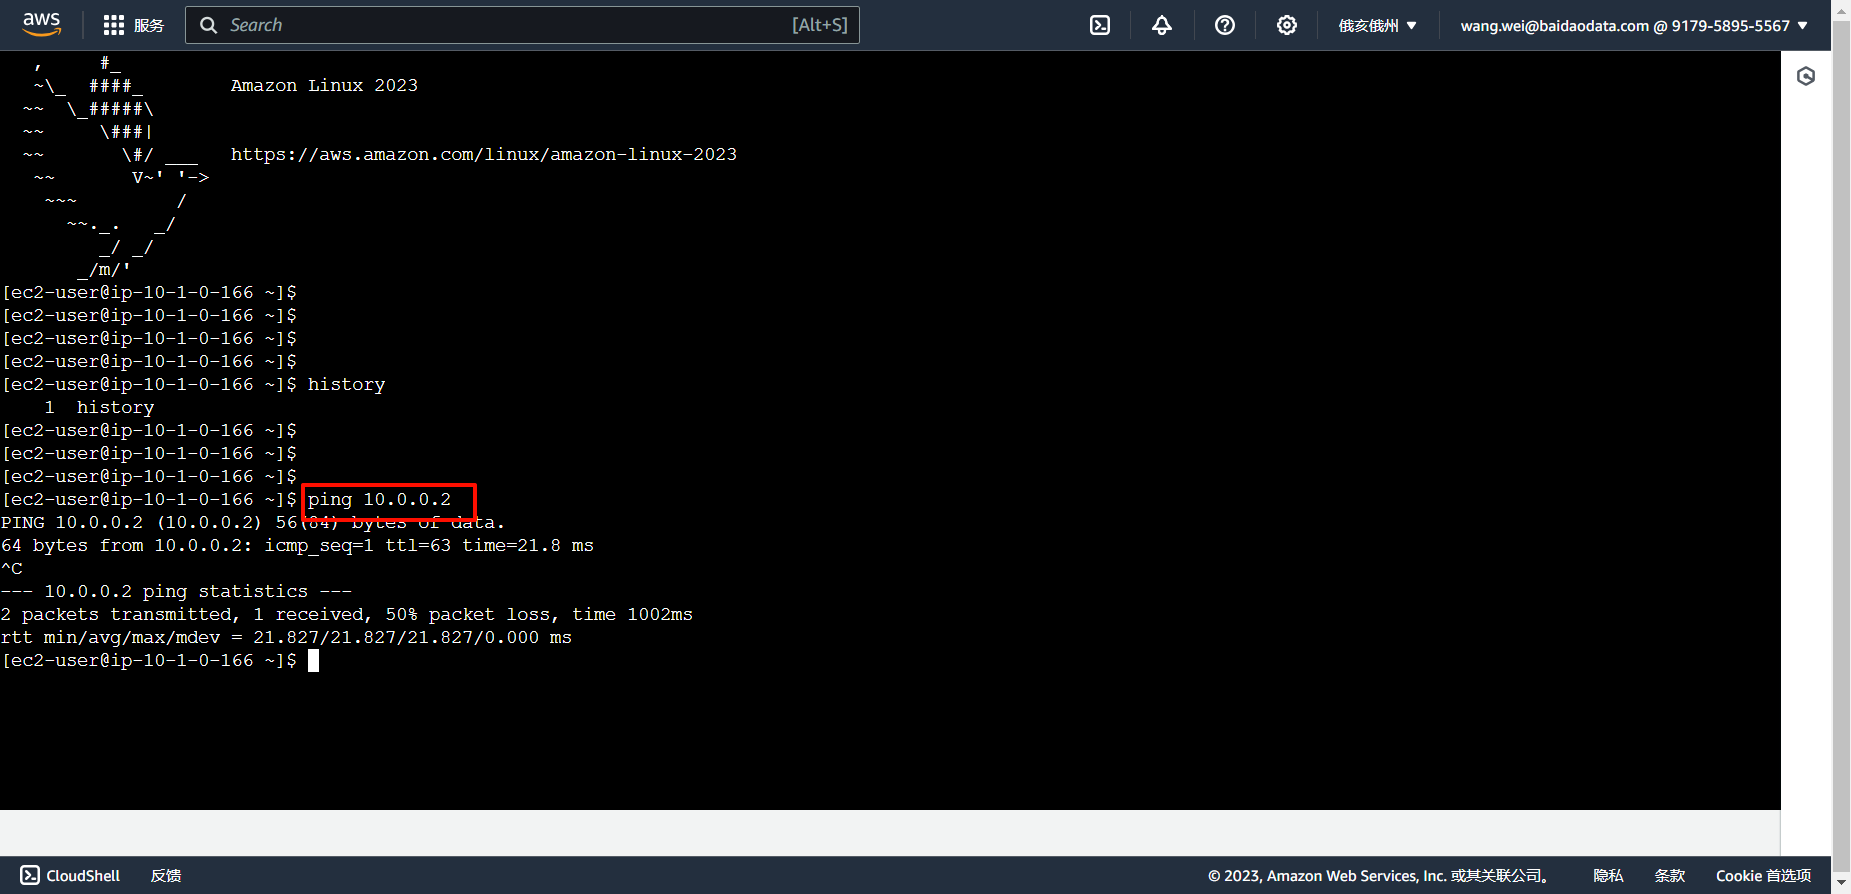 aws
服务
Search
[Alt+S]
俄亥俄州
wang.wei@baidaodata.com @ 9179-5895-5567
,     #_
~\_  ####_        Amazon Linux 2023
~~  \_#####\
~~     \###|
~~       \#/ ___   https://aws.amazon.com/linux/amazon-linux-2023
~~       V~' '->
~~~         /
~~._.   _/
_/ _/
_/m/'
[ec2-user@ip-10-1-0-166 ~]$
[ec2-user@ip-10-1-0-166 ~]$
[ec2-user@ip-10-1-0-166 ~]$
[ec2-user@ip-10-1-0-166 ~]$
[ec2-user@ip-10-1-0-166 ~]$ history
1  history
[ec2-user@ip-10-1-0-166 ~]$
[ec2-user@ip-10-1-0-166 ~]$
[ec2-user@ip-10-1-0-166 ~]$
[ec2-user@ip-10-1-0-166 ~]$ ping 10.0.0.2
PING 10.0.0.2 (10.0.0.2) 56(84) bytes of data.
64 bytes from 10.0.0.2: icmp_seq=1 ttl=63 time=21.8 ms
^C
--- 10.0.0.2 ping statistics ---
2 packets transmitted, 1 received, 50% packet loss, time 1002ms
rtt min/avg/max/mdev = 21.827/21.827/21.827/0.000 ms
[ec2-user@ip-10-1-0-166 ~]$
CloudShell
反馈
© 2023, Amazon Web Services, Inc. 或其关联公司。
隐私
条款
Cookie 首选项